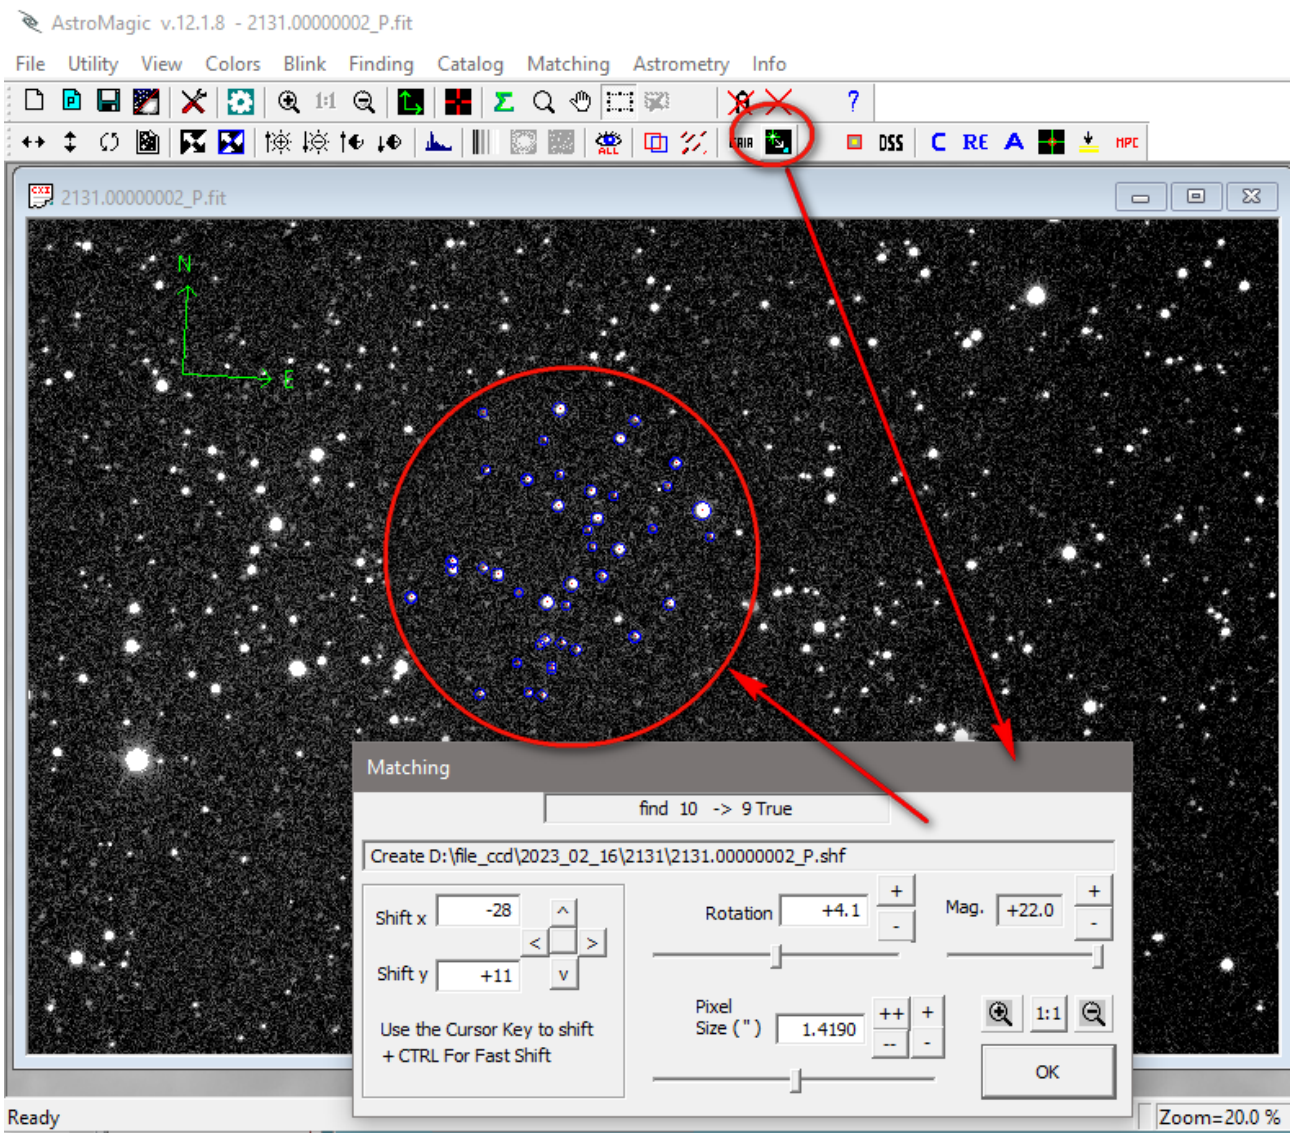 AstroMagic v.12.1.8 - 2131.00000002_P.fit
File Utility View Colors Blink Finding Catalog Matching Astrometry Info
P 1:1 Σ ?
ALL DSS C RE A MPC
CXI 2131.00000002_P.fit
N
E
Matching
find 10 -> 9 True
Create D:\file_ccd\2023_02_16\2131\2131.00000002_P.shf
Shift x -28 ^
< >
Shift y +11 v
Use the Cursor Key to shift
+ CTRL For Fast Shift
Rotation +4.1 + -
Mag. +22.0 + -
Pixel
Size ( " ) 1.4190 ++ + -- -
1:1
OK
Ready Zoom=20.0 %